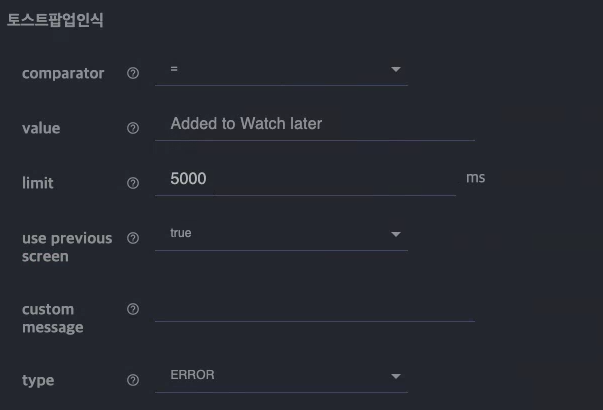 토스트팝업인식
comparator =
value Added to Watch later
limit 5000 ms
use previous true
screen
custom
message
type ERROR